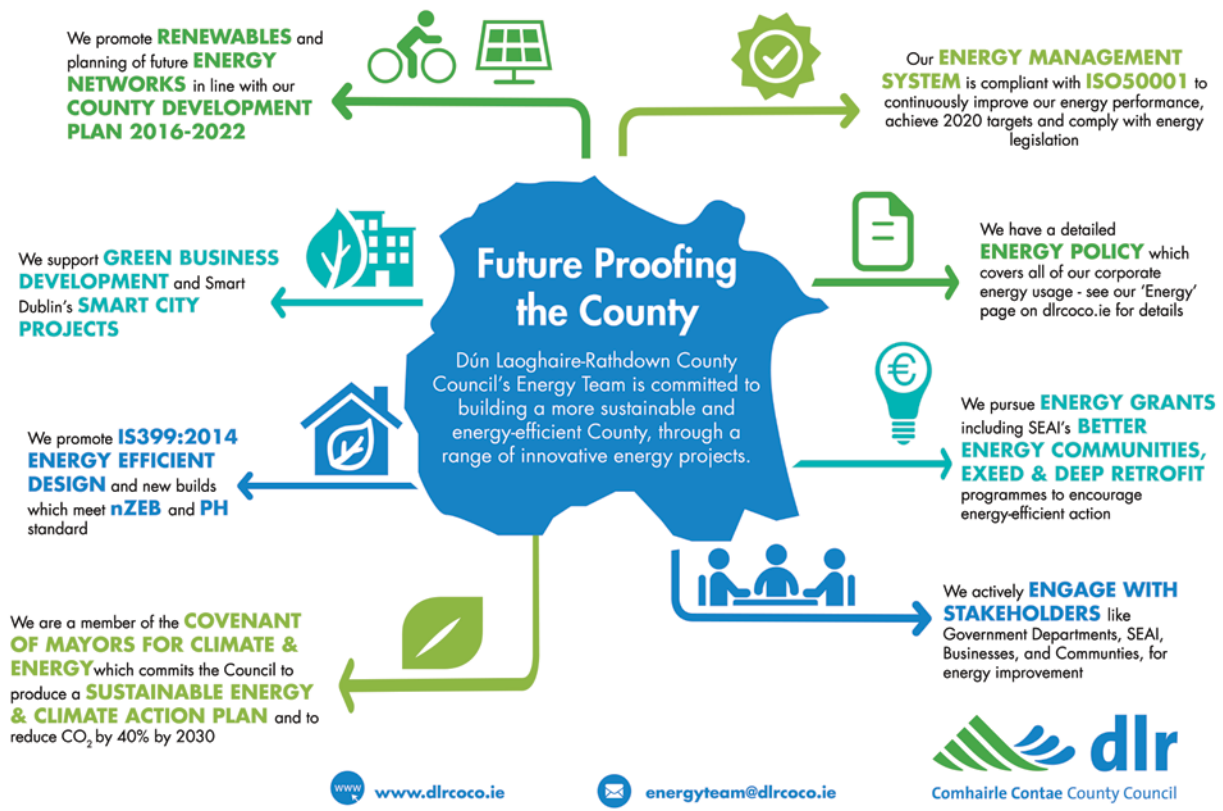 We promote RENEWABLES and
planning of future ENERGY
NETWORKS in line with our
COUNTY DEVELOPMENT
PLAN 2016-2022
Our ENERGY MANAGEMENT
SYSTEM is compliant with ISO50001 to
continuously improve our energy performance,
achieve 2020 targets and comply with energy
legislation
We support GREEN BUSINESS
DEVELOPMENT and Smart
Dublin's SMART CITY
PROJECTS
Future Proofing
the County
Dún Laoghaire-Rathdown County
Council's Energy Team is committed to
building a more sustainable and
energy-efficient County, through a
range of innovative energy projects.
We have a detailed
ENERGY POLICY which
covers all of our corporate
energy usage - see our 'Energy'
page on dlrcoco.ie for details
We promote IS399:2014
ENERGY EFFICIENT
DESIGN and new builds
which meet nZEB and PH
standard
€
We pursue ENERGY GRANTS
including SEAI's BETTER
ENERGY COMMUNITIES,
EXEED & DEEP RETROFIT
programmes to encourage
energy-efficient action
We are a member of the COVENANT
OF MAYORS FOR CLIMATE &
ENERGY which commits the Council to
produce a SUSTAINABLE ENERGY
& CLIMATE ACTION PLAN and to
reduce CO₂ by 40% by 2030
We actively ENGAGE WITH
STAKEHOLDERS like
Government Departments, SEAI,
Businesses, and Communties, for
energy improvement
www
www.dlrcoco.ie
energyteam@dlrcoco.ie
dlr
Comhairle Contae County Council